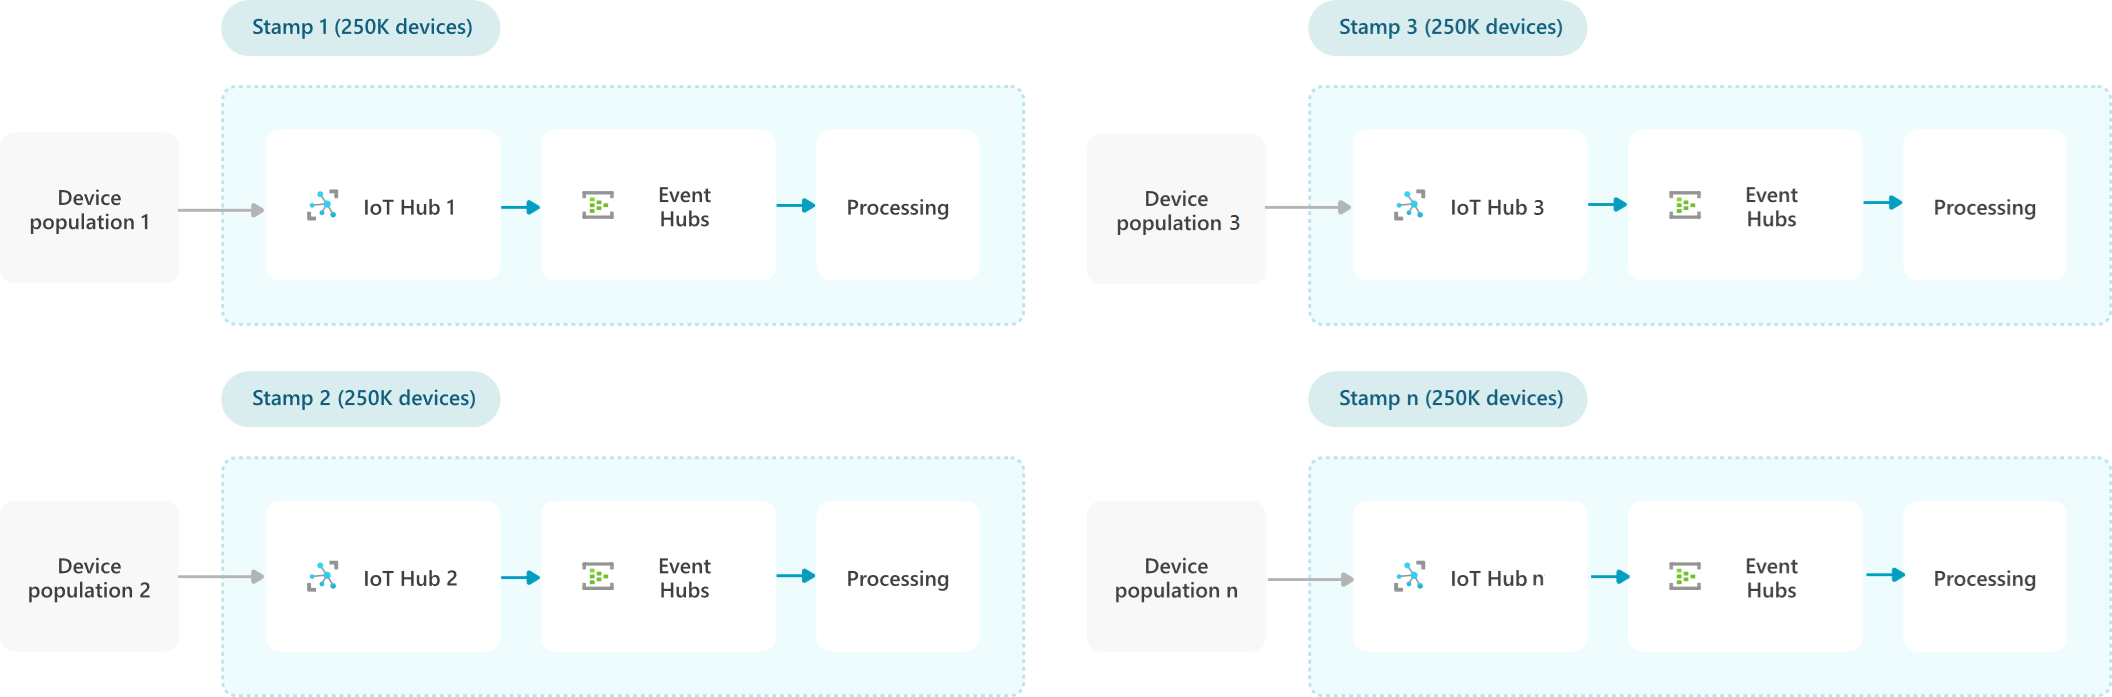 Stamp 1 (250K devices)
Device
population 1
IoT Hub 1
Event
Hubs
Processing
Stamp 3 (250K devices)
Device
population 3
IoT Hub 3
Event
Hubs
Processing
Stamp 2 (250K devices)
Device
population 2
IoT Hub 2
Event
Hubs
Processing
Stamp n (250K devices)
Device
population n
IoT Hub n
Event
Hubs
Processing